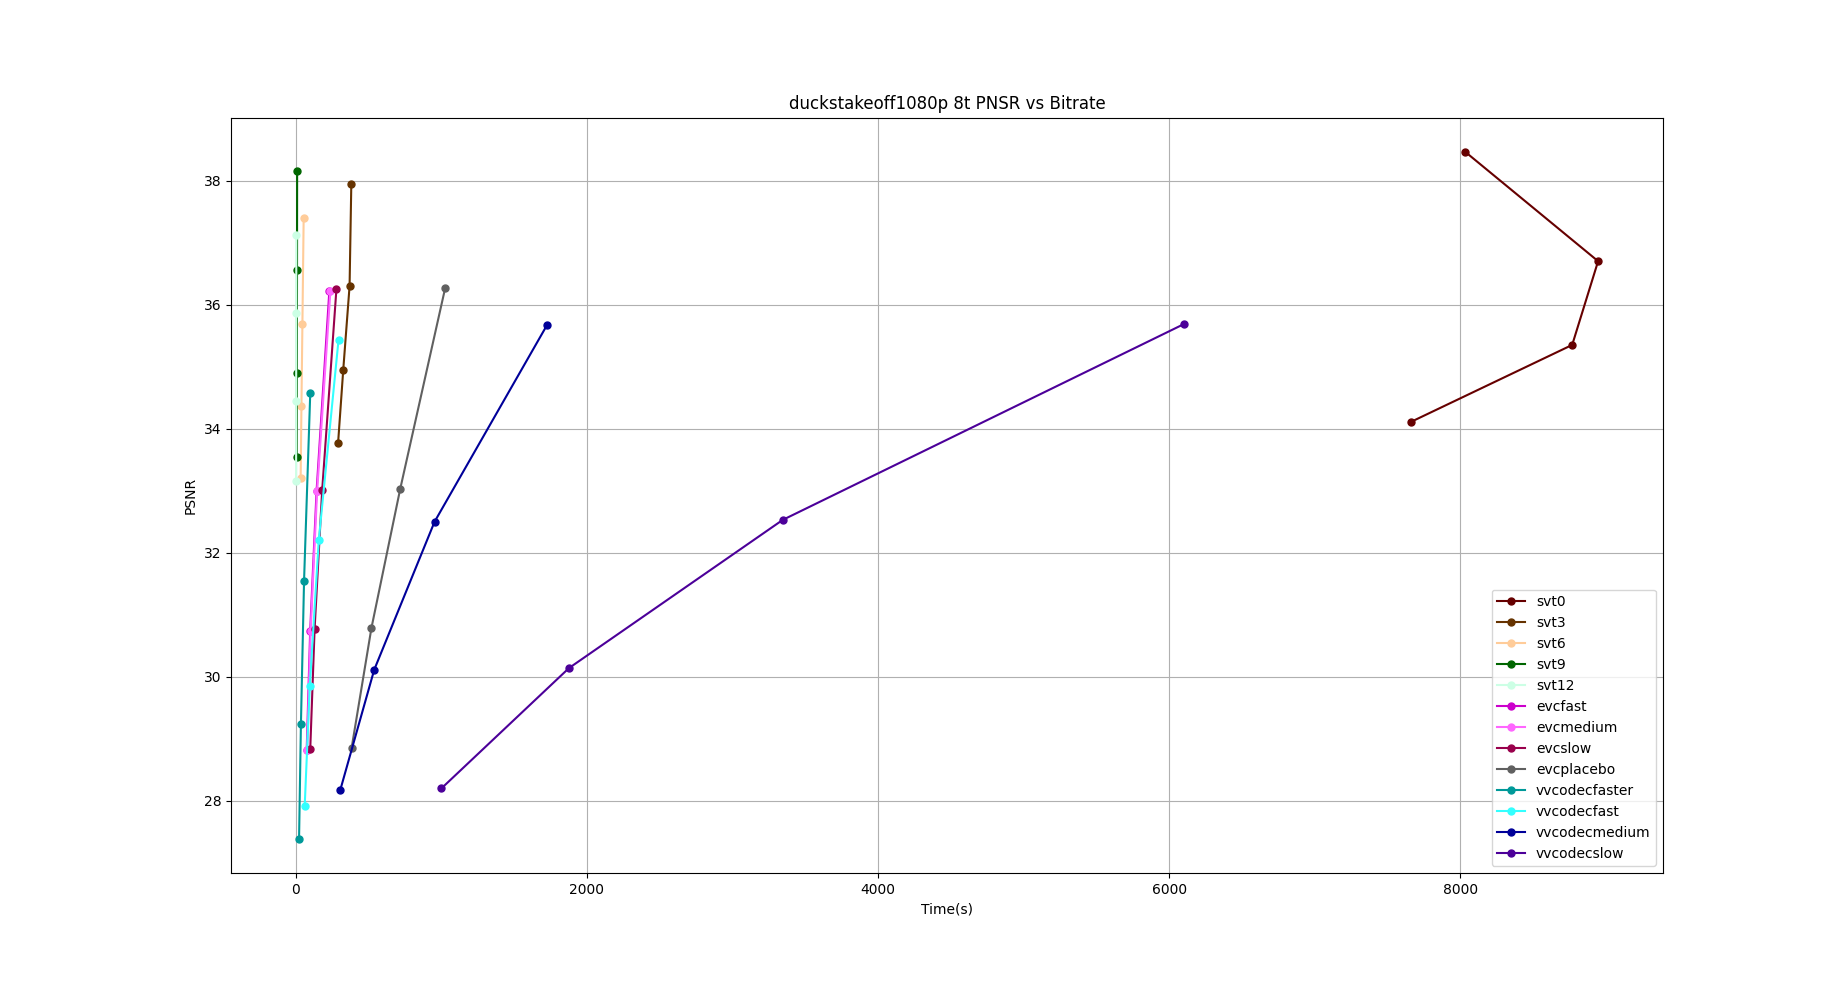 duckstakeoff1080p 8t PNSR vs Bitrate
38
36
34
32
30
28
PSNR
0 2000 4000 6000 8000
Time(s)
svt0
svt3
svt6
svt9
svt12
evcfast
evcmedium
evcslow
evcplacebo
vvcodecfaster
vvcodecfast
vvcodecmedium
vvcodecslow